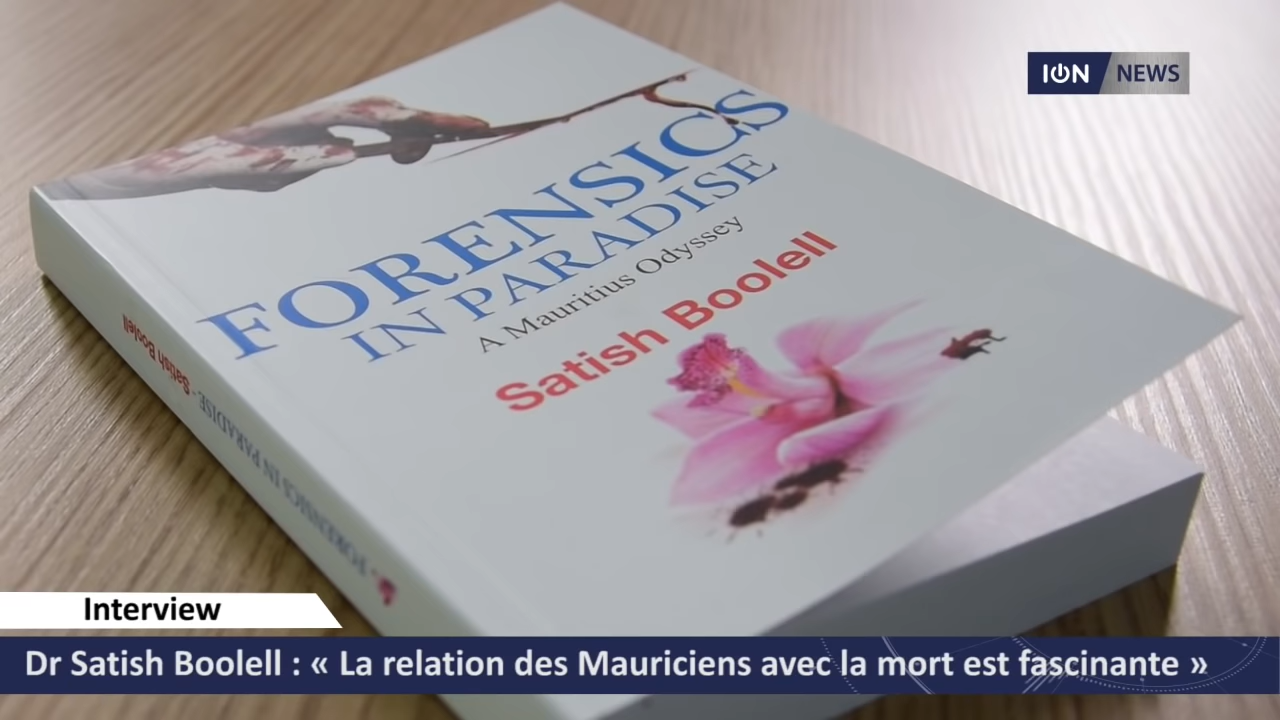 ION NEWS
FORENSICS
IN PARADISE
A Mauritius Odyssey
Satish Boolell
FORENSICS IN PARADISE - Satish Boolell
Interview
Dr Satish Boolell : « La relation des Mauriciens avec la mort est fascinante »